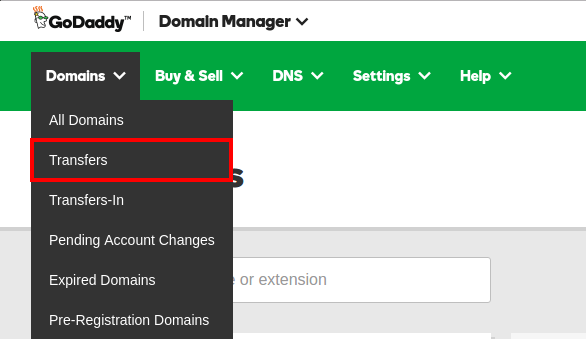 GoDaddy™ Domain Manager
Domains Buy & Sell DNS Settings Help
All Domains
Transfers
Transfers-In
Pending Account Changes
Expired Domains
or extension
Pre-Registration Domains